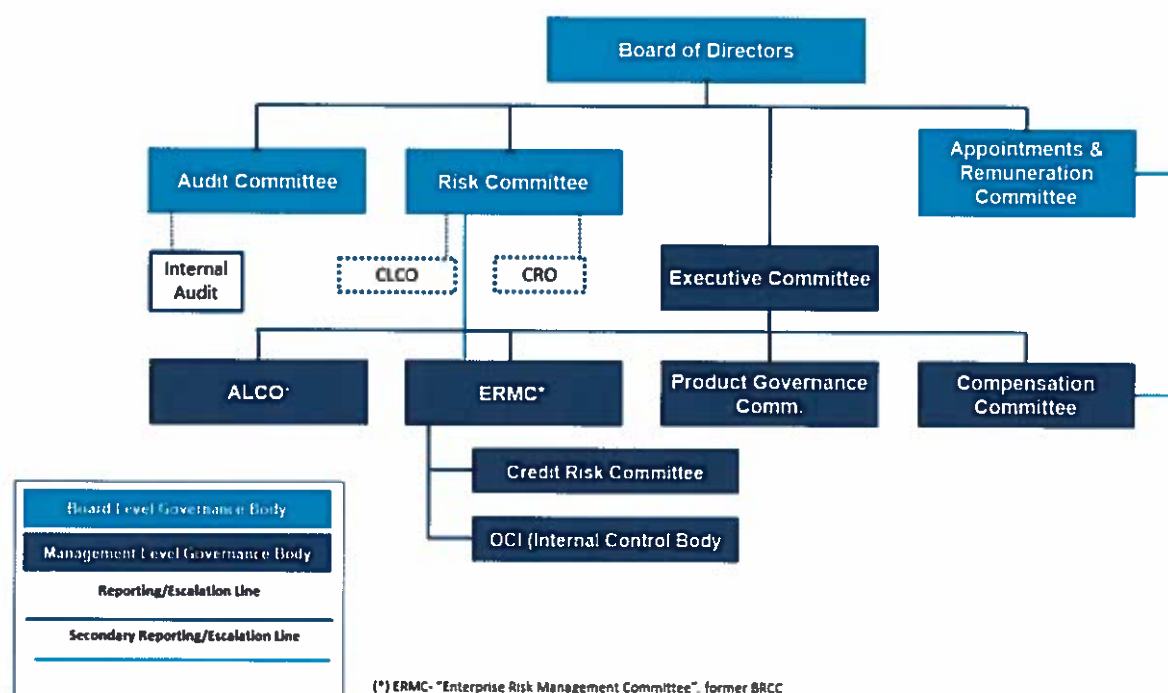 Board of Directors
Audit Committee
Risk Committee
Appointments &
Remuneration
Committee
Internal
Audit
CLCO
CRO
Executive Committee
ALCO*
ERMC*
Product Governance
Comm.
Compensation
Committee
Credit Risk Committee
OCI (Internal Control Body
Board Level Governance Body
Management Level Governance Body
Reporting/Escalation Line
Secondary Reporting/Escalation Line
(*) ERMC- "Enterprise Risk Management Committee", former BRCC